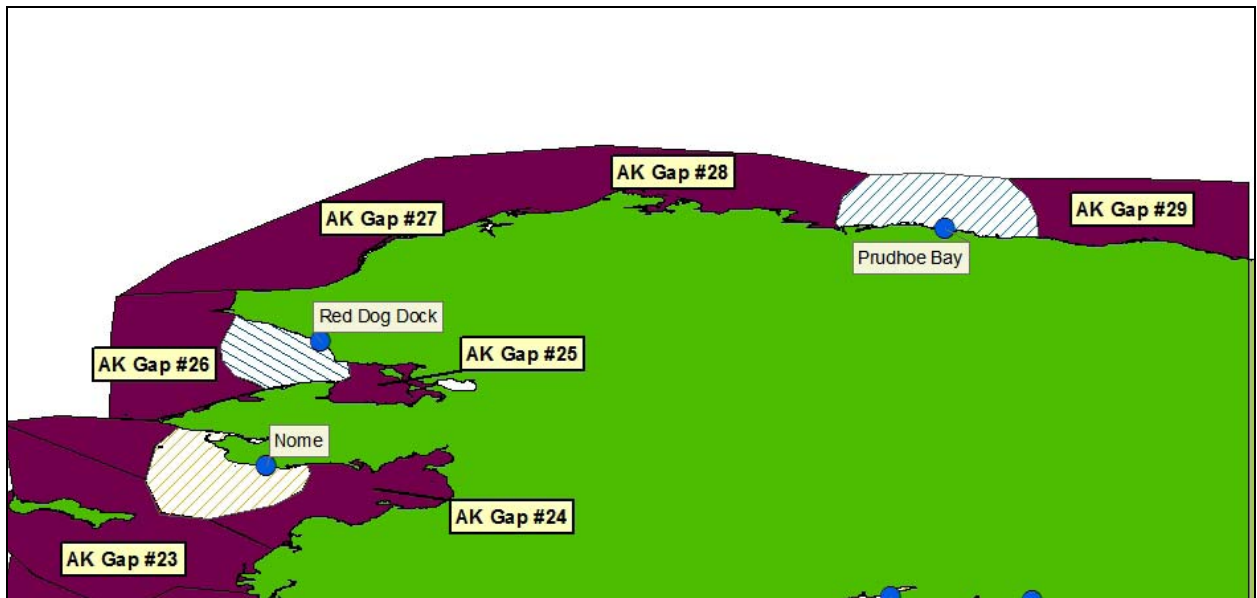 AK Gap #28
AK Gap #27
AK Gap #29
Prudhoe Bay
Red Dog Dock
AK Gap #26
AK Gap #25
Nome
AK Gap #24
AK Gap #23